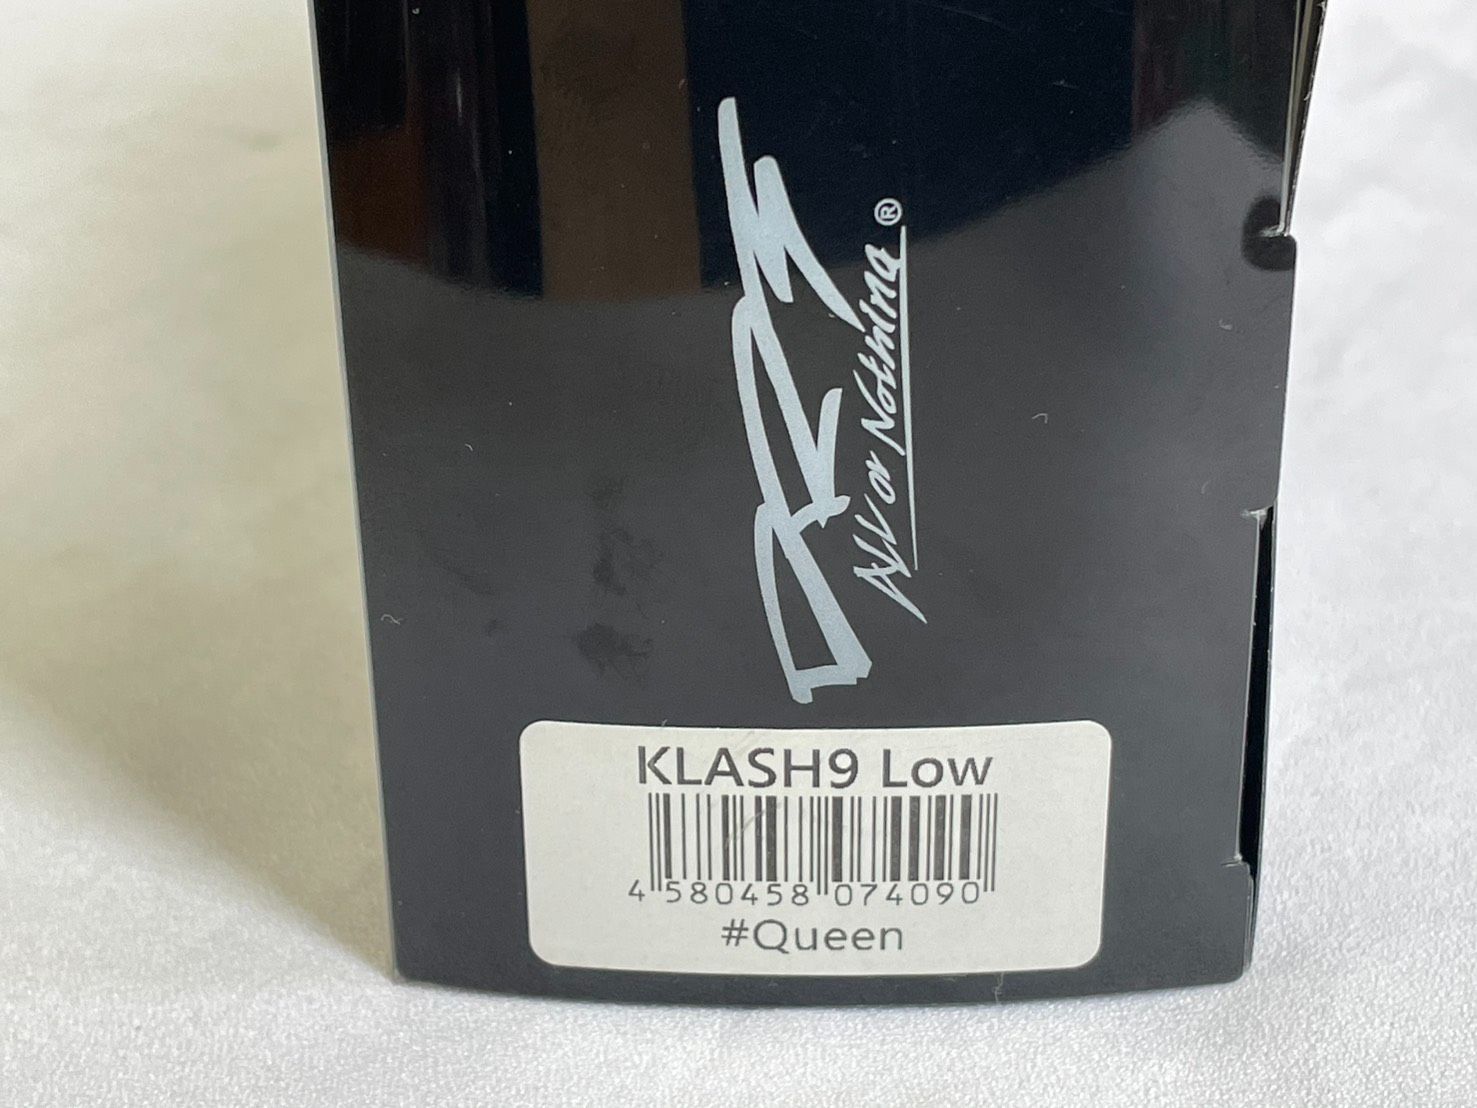 All or Nothing ®
KLASH9 Low
4 580458 074090
#Queen